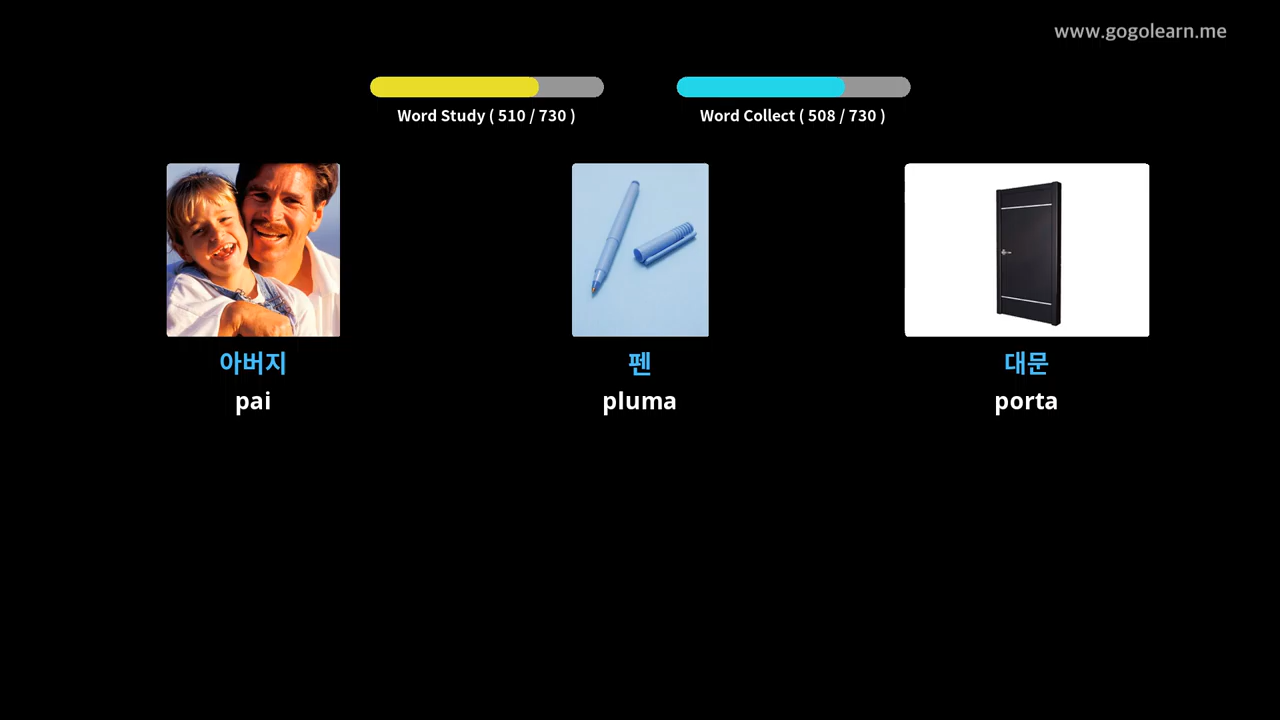 www.gogolearn.me
Word Study ( 510 / 730 )
Word Collect ( 508 / 730 )
아버지
펜
대문
pai
pluma
porta